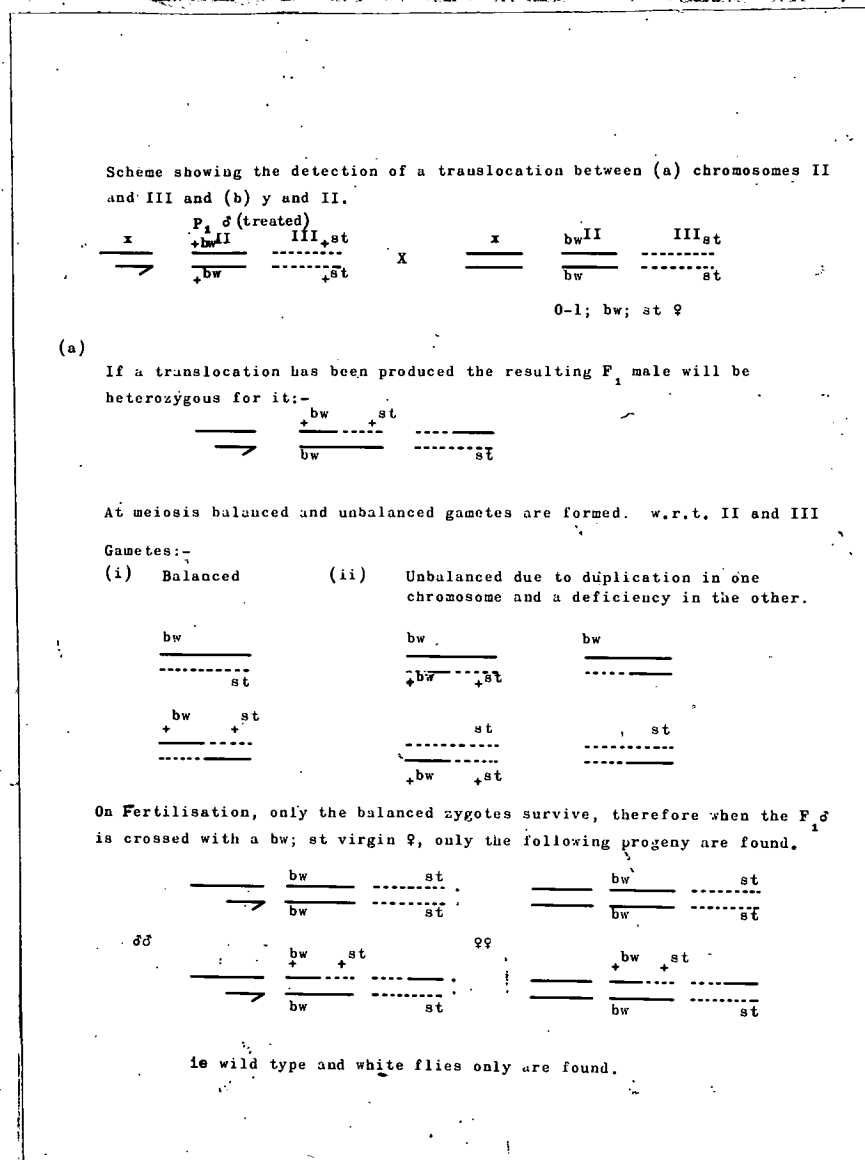 Scheme showing the detection of a translocation between (a) chromosomes II
and III and (b) y and II.
P1 ♂ (treated)
x +bw II III +st X x bw II III st
+bw +st bw st
0-1; bw; st ♀
(a)
If a translocation has been produced the resulting F1 male will be
heterozygous for it:-
+bw +st
bw st
At meiosis balanced and unbalanced gametes are formed. w.r.t. II and III
Gametes:-
(i) Balanced (ii) Unbalanced due to duplication in one
chromosome and a deficiency in the other.
bw bw bw
st +bw +st
+bw +st st st
+bw +st
On Fertilisation, only the balanced zygotes survive, therefore when the F1 ♂
is crossed with a bw; st virgin ♀, only the following progeny are found.
bw st bw st
bw st bw st
♂♂ +bw +st ♀♀ +bw +st
bw st bw st
ie wild type and white flies only are found.